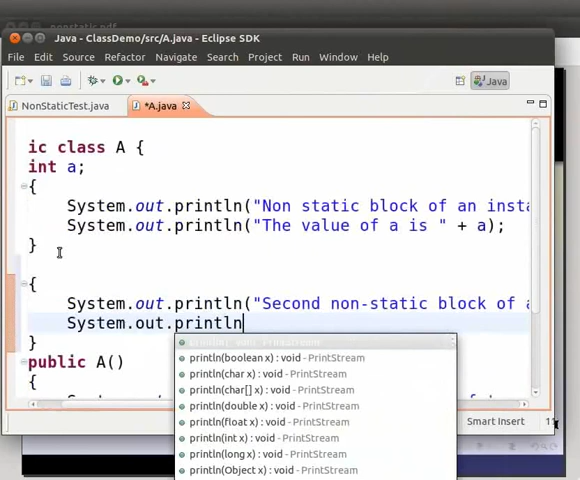 Java - ClassDemo/src/A.java - Eclipse SDK
File Edit Source Refactor Navigate Search Project Run Window Help
Java
NonStaticTest.java *A.java
ic class A {
int a;
{
System.out.println("Non static block of an insta
System.out.println("The value of a is " + a);
}
{
System.out.println("Second non-static block of a
System.out.println
}
public A()
{
println(boolean x) : void - PrintStream
println(char x) : void - PrintStream
println(char[] x) : void - PrintStream
println(double x) : void - PrintStream
println(float x) : void - PrintStream
println(int x) : void - PrintStream
println(long x) : void - PrintStream
println(Object x) : void - PrintStream
Smart Insert